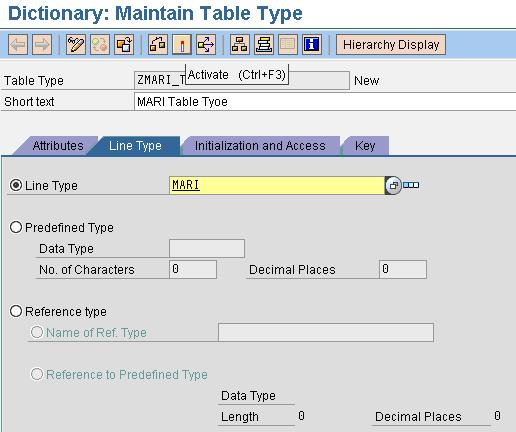 Dictionary: Maintain Table Type
Hierarchy Display
Activate (Ctrl+F3)
Table Type ZMARI_T New
Short text MARI Table Tyoe
Attributes Line Type Initialization and Access Key
Line Type MARI
Predefined Type
Data Type
No. of Characters 0 Decimal Places 0
Reference type
Name of Ref. Type
Reference to Predefined Type
Data Type
Length 0 Decimal Places 0